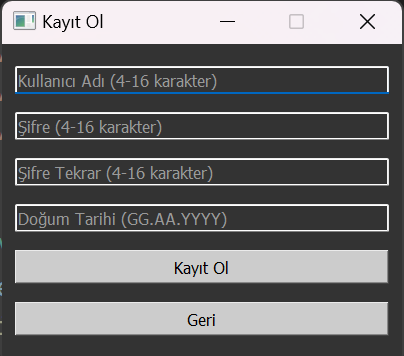 Kayıt Ol
Kullanıcı Adı (4-16 karakter)
Şifre (4-16 karakter)
Şifre Tekrar (4-16 karakter)
Doğum Tarihi (GG.AA.YYYY)
Kayıt Ol
Geri